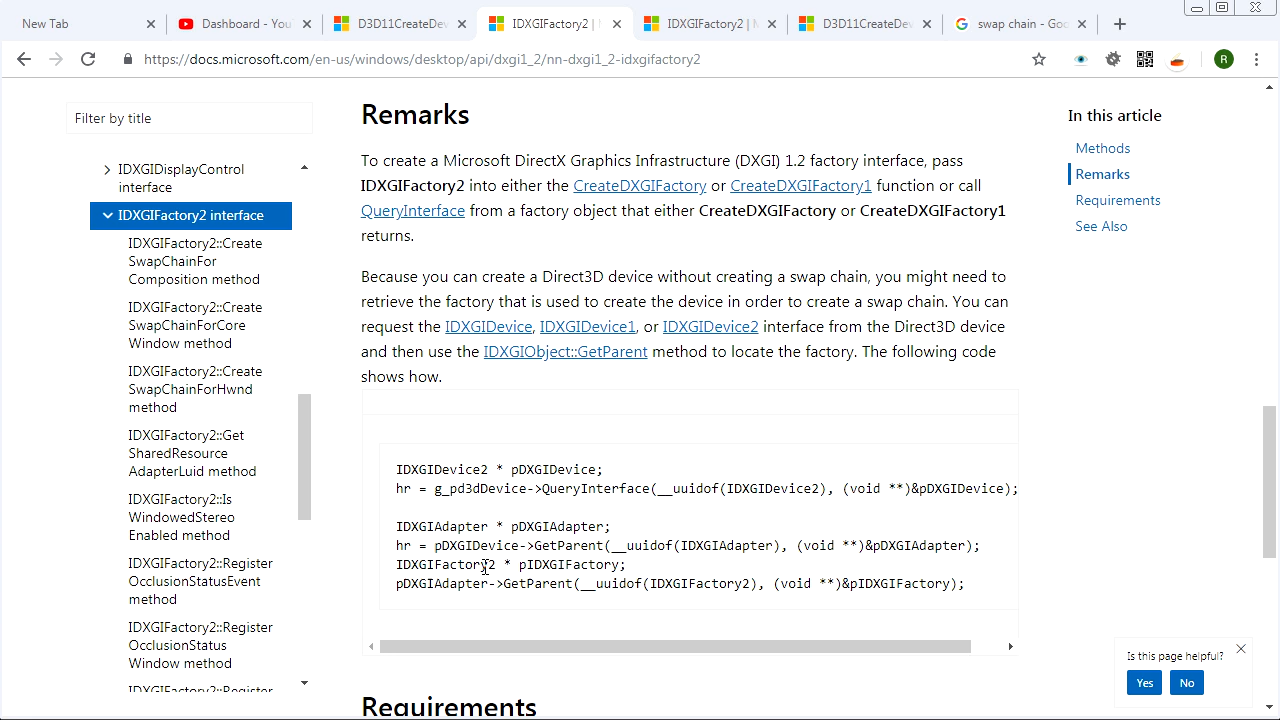 New Tab
Dashboard - You
D3D11CreateDev
IDXGIFactory2 | M
IDXGIFactory2 | M
D3D11CreateDev
swap chain - Goo
https://docs.microsoft.com/en-us/windows/desktop/api/dxgi1_2/nn-dxgi1_2-idxgifactory2
R
Filter by title
IDXGIDisplayControl
interface
IDXGIFactory2 interface
IDXGIFactory2::Create
SwapChainFor
Composition method
IDXGIFactory2::Create
SwapChainForCore
Window method
IDXGIFactory2::Create
SwapChainForHwnd
method
IDXGIFactory2::Get
SharedResource
AdapterLuid method
IDXGIFactory2::Is
WindowedStereo
Enabled method
IDXGIFactory2::Register
OcclusionStatusEvent
method
IDXGIFactory2::Register
OcclusionStatus
Window method
IDXGIFactory2::Register
Remarks
To create a Microsoft DirectX Graphics Infrastructure (DXGI) 1.2 factory interface, pass
IDXGIFactory2 into either the CreateDXGIFactory or CreateDXGIFactory1 function or call
QueryInterface from a factory object that either CreateDXGIFactory or CreateDXGIFactory1
returns.
Because you can create a Direct3D device without creating a swap chain, you might need to
retrieve the factory that is used to create the device in order to create a swap chain. You can
request the IDXGIDevice, IDXGIDevice1, or IDXGIDevice2 interface from the Direct3D device
and then use the IDXGIObject::GetParent method to locate the factory. The following code
shows how.
IDXGIDevice2 * pDXGIDevice;
hr = g_pd3dDevice->QueryInterface(__uuidof(IDXGIDevice2), (void **)&pDXGIDevice);
IDXGIAdapter * pDXGIAdapter;
hr = pDXGIDevice->GetParent(__uuidof(IDXGIAdapter), (void **)&pDXGIAdapter);
IDXGIFactory2 * pIDXGIFactory;
pDXGIAdapter->GetParent(__uuidof(IDXGIFactory2), (void **)&pIDXGIFactory);
Requirements
In this article
Methods
Remarks
Requirements
See Also
Is this page helpful?
Yes
No